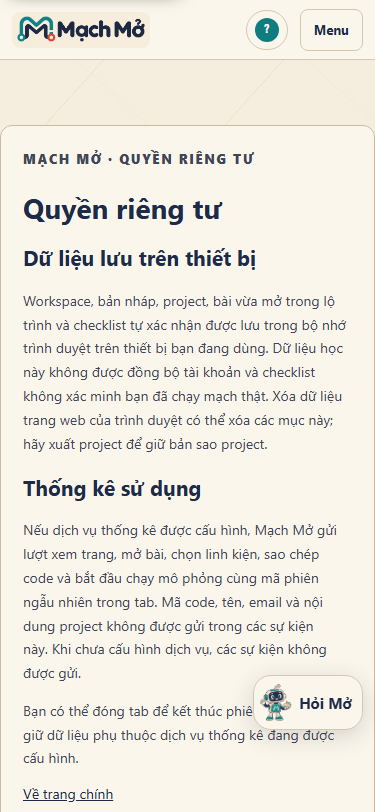 Mạch Mở
?
Menu
MẠCH MỞ · QUYỀN RIÊNG TƯ
Quyền riêng tư
Dữ liệu lưu trên thiết bị
Workspace, bản nháp, project, bài vừa mở trong lộ
trình và checklist tự xác nhận được lưu trong bộ nhớ
trình duyệt trên thiết bị bạn đang dùng. Dữ liệu học
này không được đồng bộ tài khoản và checklist
không xác minh bạn đã chạy mạch thật. Xóa dữ liệu
trang web của trình duyệt có thể xóa các mục này;
hãy xuất project để giữ bản sao project.
Thống kê sử dụng
Nếu dịch vụ thống kê được cấu hình, Mạch Mở gửi
lượt xem trang, mở bài, chọn linh kiện, sao chép
code và bắt đầu chạy mô phỏng cùng mã phiên
ngẫu nhiên trong tab. Mã code, tên, email và nội
dung project không được gửi trong các sự kiện
này. Khi chưa cấu hình dịch vụ, các sự kiện không
được gửi.
Bạn có thể đóng tab để kết thúc
giữ dữ liệu phụ thuộc dịch vụ thống kê đang được
cấu hình.
Hỏi Mở
Về trang chính